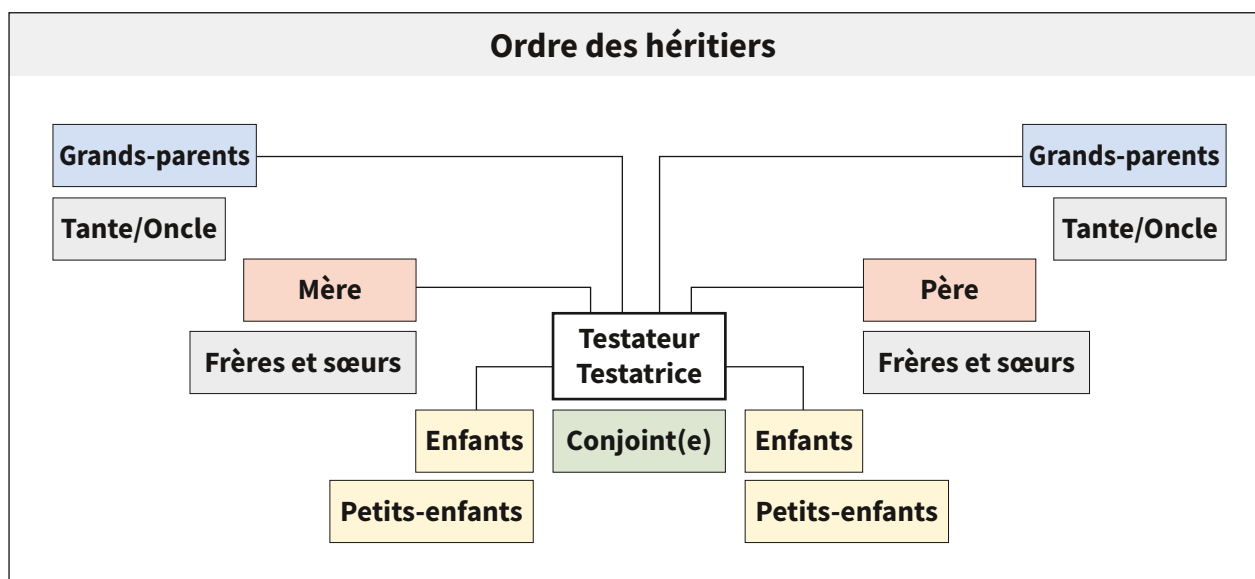 Ordre des héritiers
Grands-parents
Grands-parents
Tante/Oncle
Tante/Oncle
Mère
Père
Testateur
Testatrice
Frères et sœurs
Frères et sœurs
Enfants
Conjoint(e)
Enfants
Petits-enfants
Petits-enfants